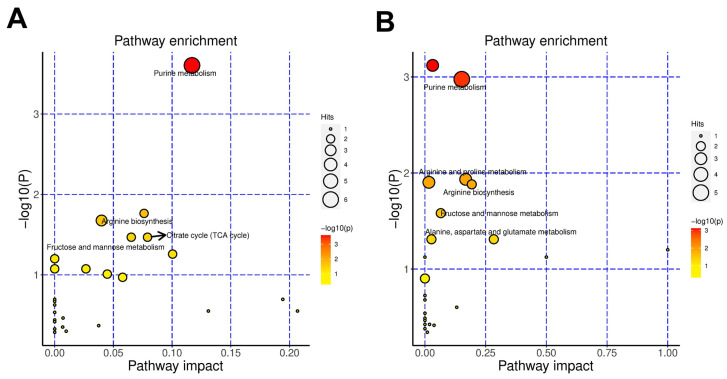 A
Pathway enrichment
Purine metabolism
Arginine biosynthesis
Citrate cycle (TCA cycle)
Fructose and mannose metabolism
−log10(P)
3
2
1
0.00
0.05
0.10
0.15
0.20
Pathway impact
Hits
1
2
3
4
5
6
−log10(p)
3
2
1
B
Pathway enrichment
Purine metabolism
Arginine and proline metabolism
Arginine biosynthesis
Fructose and mannose metabolism
Alanine, aspartate and glutamate metabolism
−log10(P)
3
2
1
0.00
0.25
0.50
0.75
1.00
Pathway impact
Hits
1
2
3
4
5
−log10(p)
3
2
1